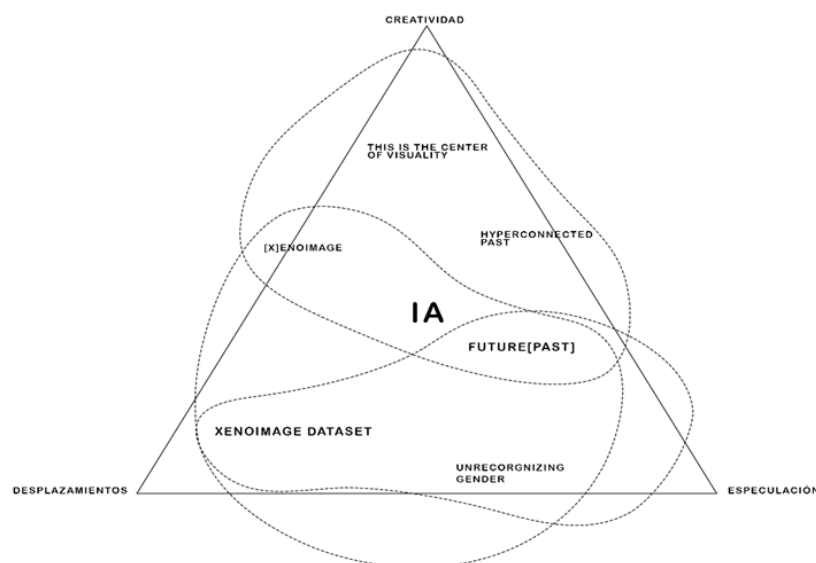 CREATIVIDAD
THIS IS THE CENTER
OF VISUALITY
HYPERCONNECTED
PAST
[X]ENOIMAGE
IA
FUTURE[PAST]
XENOIMAGE DATASET
UNRECORGNIZING
GENDER
DESPLAZAMIENTOS
ESPECULACIÓN